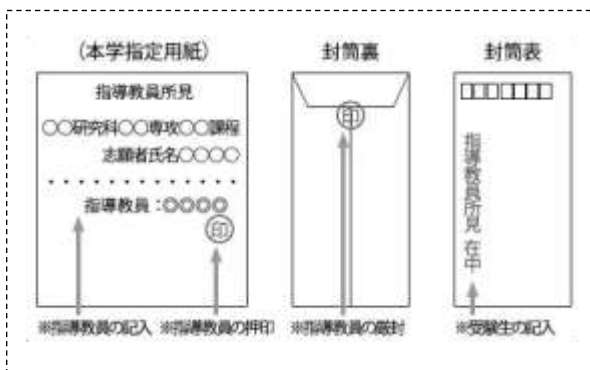 (本学指定用紙)
指導教員所見
○○研究科○○専攻○○課程
志願者氏名○○○○
指導教員:◎◎◎◎
印
※指導教員の記入
※指導教員の押印
封筒裏
印
※指導教員の厳封
封筒表
指導教員所見 在中
※受験生の記入